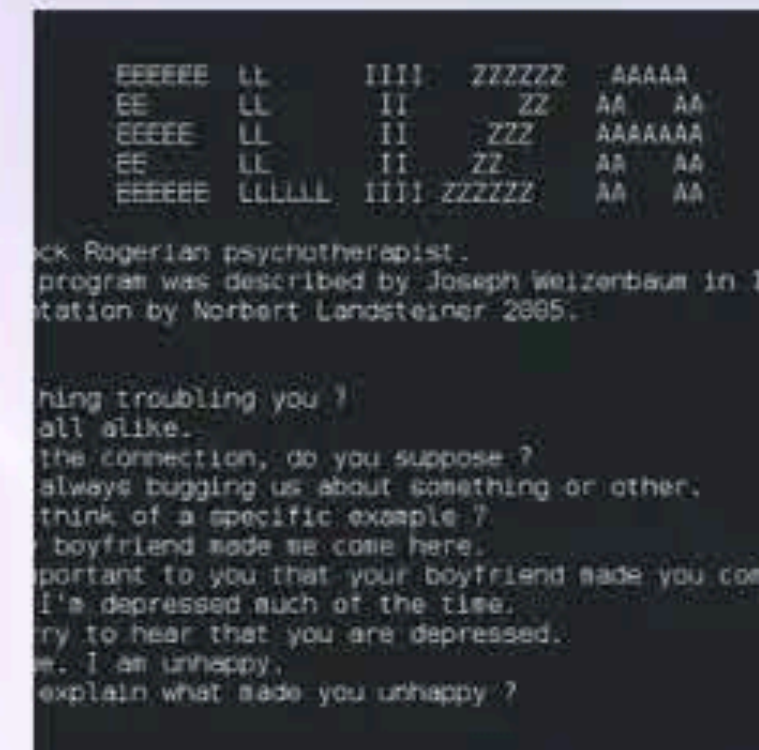 EEEEEE LL IIII ZZZZZZ AAAAA
EE LL II ZZ AA AA
EEEEE LL II ZZZ AAAAAAA
EE LL II ZZ AA AA
EEEEEE LLLLLL IIII ZZZZZZ AA AA
ck Rogerian psychotherapist.
program was described by Joseph Weizenbaum in 1
tation by Norbert Landsteiner 2005.
hing troubling you ?
all alike.
the connection, do you suppose ?
always bugging us about something or other.
think of a specific example ?
boyfriend made me come here.
portant to you that your boyfriend made you com
I'm depressed much of the time.
rry to hear that you are depressed.
e. I am unhappy.
explain what made you unhappy ?